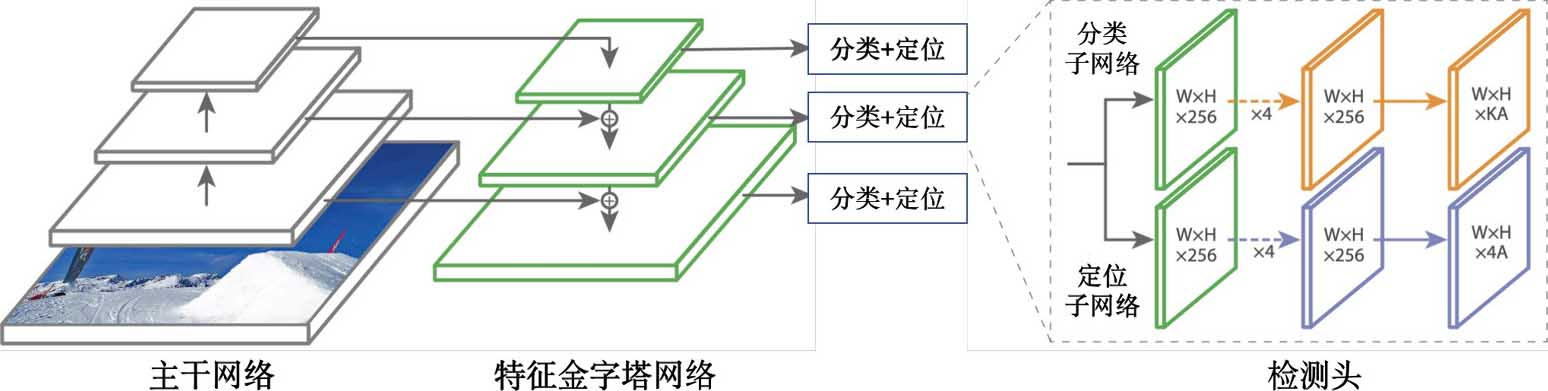 分类+定位
分类+定位
分类+定位
分类
子网络
W×H
×256
×4
W×H
×256
W×H
×KA
W×H
×256
×4
W×H
×256
W×H
×4A
定位
子网络
主干网络
特征金字塔网络
检测头